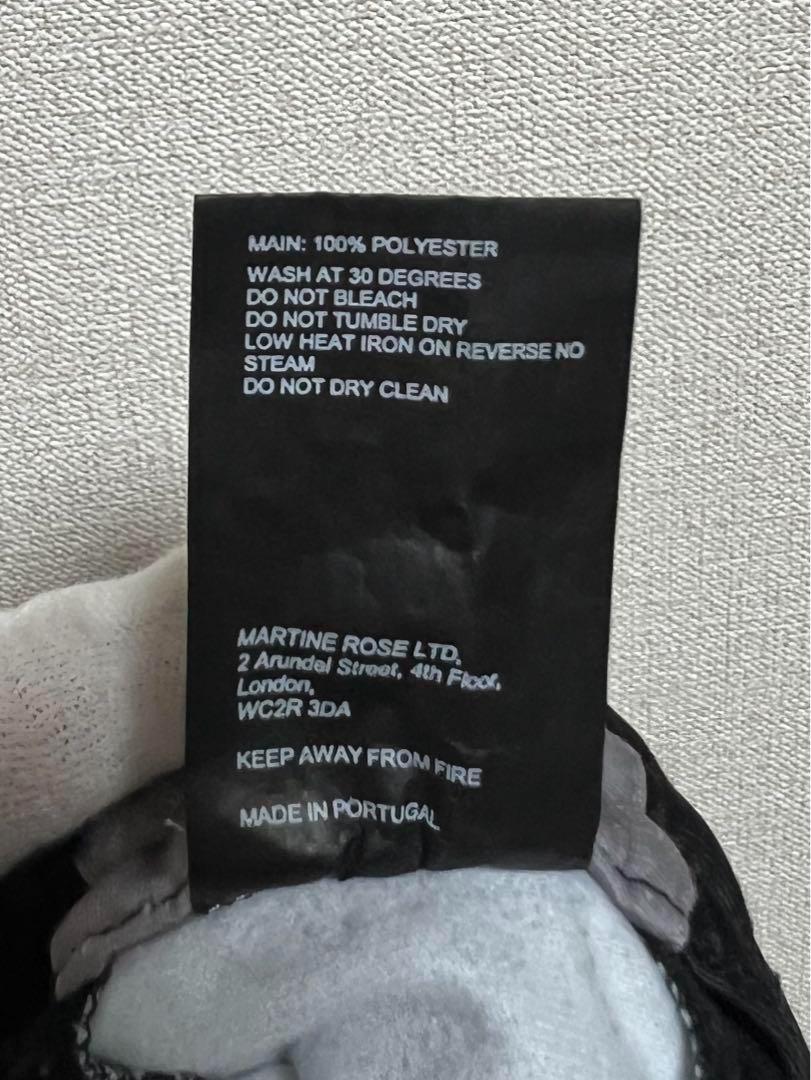 MAIN: 100% POLYESTER
WASH AT 30 DEGREES
DO NOT BLEACH
DO NOT TUMBLE DRY
LOW HEAT IRON ON REVERSE NO
STEAM
DO NOT DRY CLEAN
MARTINE ROSE LTD.
2 Arundel Street, 4th Floor,
London,
WC2R 3DA
KEEP AWAY FROM FIRE
MADE IN PORTUGAL